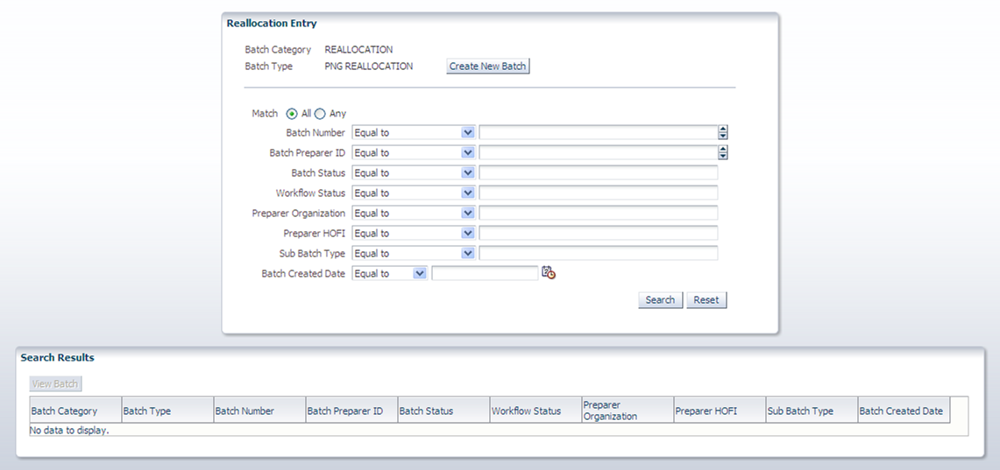 Reallocation Entry
Batch Category REALLOCATION
Batch Type PNG REALLOCATION Create New Batch
Match All Any
Batch Number Equal to
Batch Preparer ID Equal to
Batch Status Equal to
Workflow Status Equal to
Preparer Organization Equal to
Preparer HOFI Equal to
Sub Batch Type Equal to
Batch Created Date Equal to
Search Reset
Search Results
View Batch
Batch Category Batch Type Batch Number Batch Preparer ID Batch Status Workflow Status Preparer Organization Preparer HOFI Sub Batch Type Batch Created Date
No data to display.